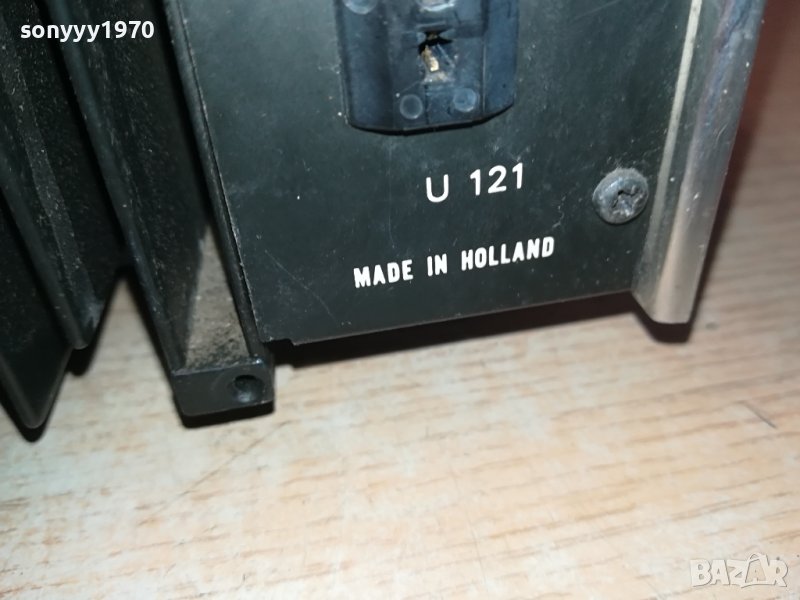 sonyyy1970
U 121
MADE IN HOLLAND
BAZAR